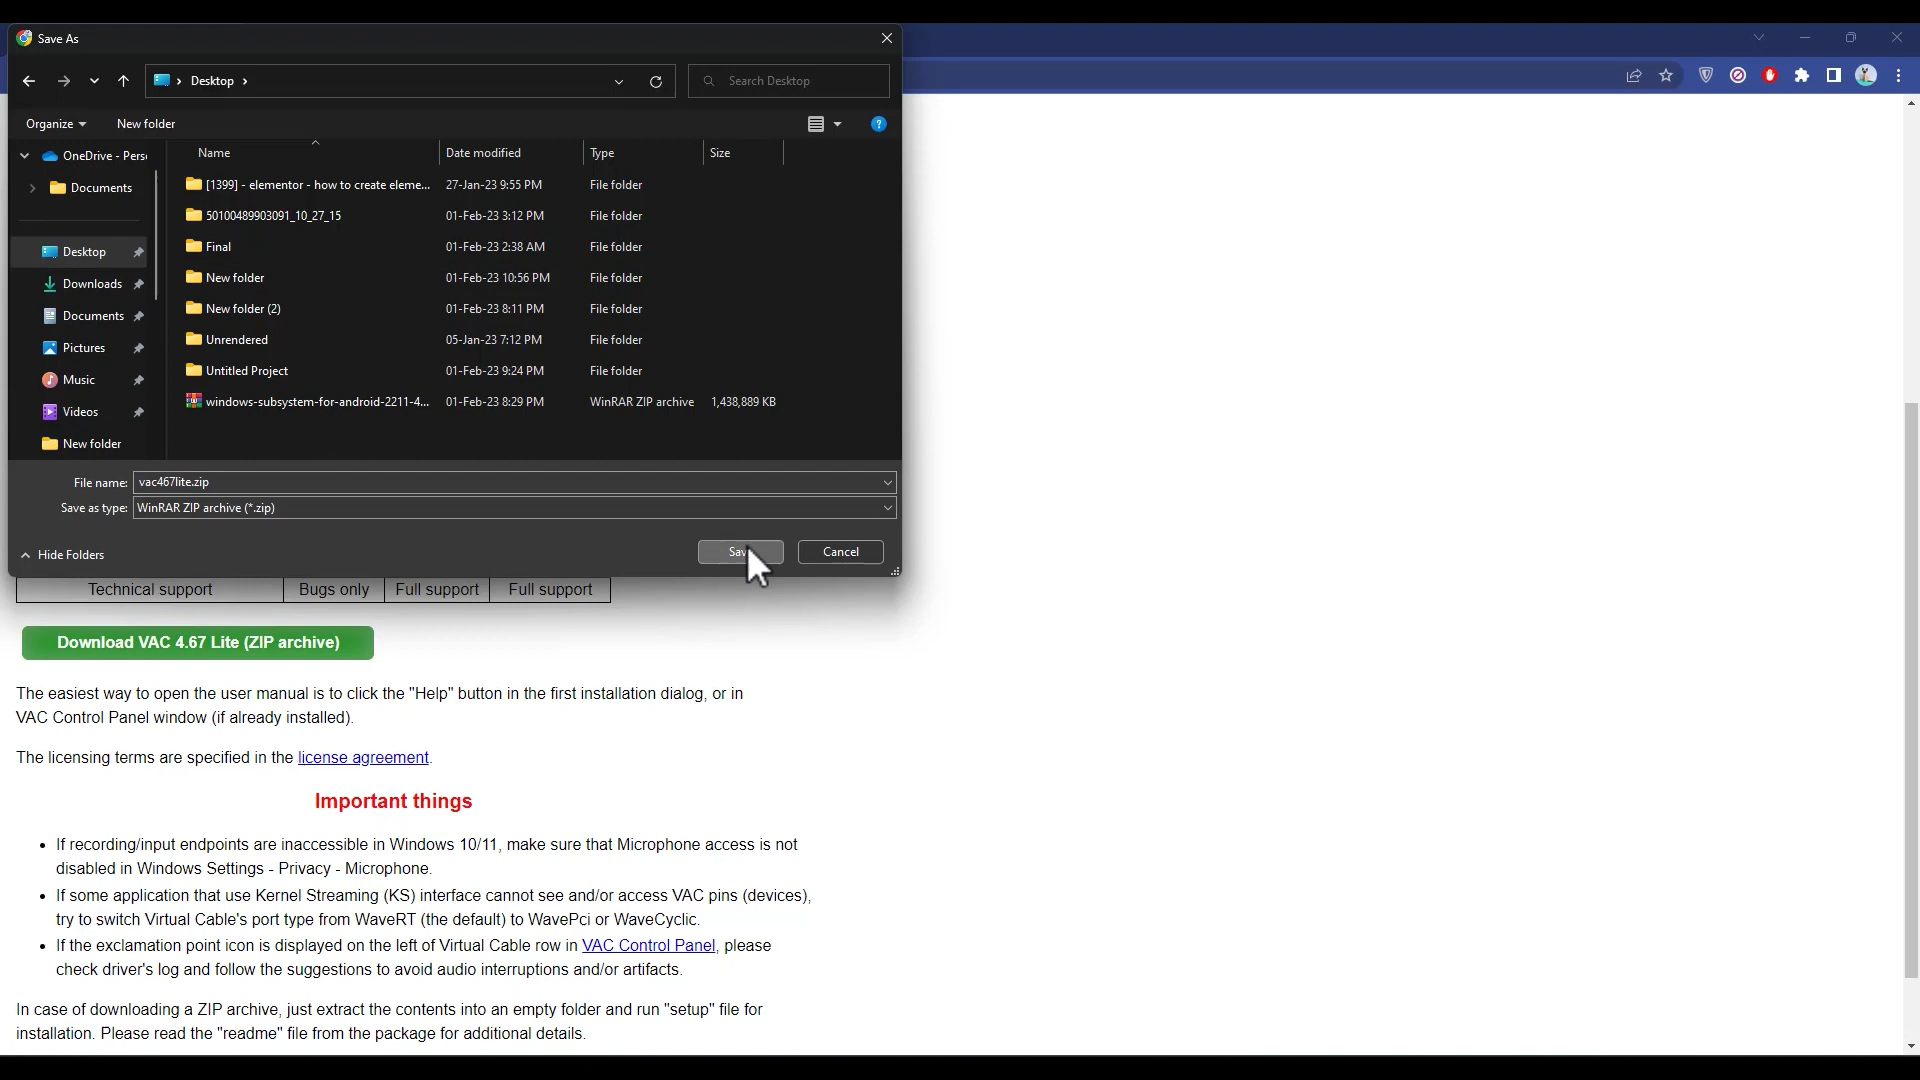 Save As
Desktop
Search Desktop
Organize
New folder
Name
Date modified
Type
Size
OneDrive - Pers
Documents
Desktop
Downloads
Documents
Pictures
Music
Videos
New folder
[1399] - elementor - how to create eleme... 27-Jan-23 9:55 PM File folder
50100489903091_10_27_15 01-Feb-23 3:12 PM File folder
Final 01-Feb-23 2:38 AM File folder
New folder 01-Feb-23 10:56 PM File folder
New folder (2) 01-Feb-23 8:11 PM File folder
Unrendered 05-Jan-23 7:12 PM File folder
Untitled Project 01-Feb-23 9:24 PM File folder
windows-subsystem-for-android-2211-4... 01-Feb-23 8:29 PM WinRAR ZIP archive 1,438,889 KB
File name: vac467lite.zip
Save as type: WinRAR ZIP archive (*.zip)
Hide Folders
Cancel
Technical support Bugs only Full support Full support
Download VAC 4.67 Lite (ZIP archive)
The easiest way to open the user manual is to click the "Help" button in the first installation dialog, or in
VAC Control Panel window (if already installed).
The licensing terms are specified in the license agreement.
Important things
• If recording/input endpoints are inaccessible in Windows 10/11, make sure that Microphone access is not
disabled in Windows Settings - Privacy - Microphone.
• If some application that use Kernel Streaming (KS) interface cannot see and/or access VAC pins (devices),
try to switch Virtual Cable's port type from WaveRT (the default) to WavePci or WaveCyclic.
• If the exclamation point icon is displayed on the left of Virtual Cable row in VAC Control Panel, please
check driver's log and follow the suggestions to avoid audio interruptions and/or artifacts.
In case of downloading a ZIP archive, just extract the contents into an empty folder and run "setup" file for
installation. Please read the "readme" file from the package for additional details.